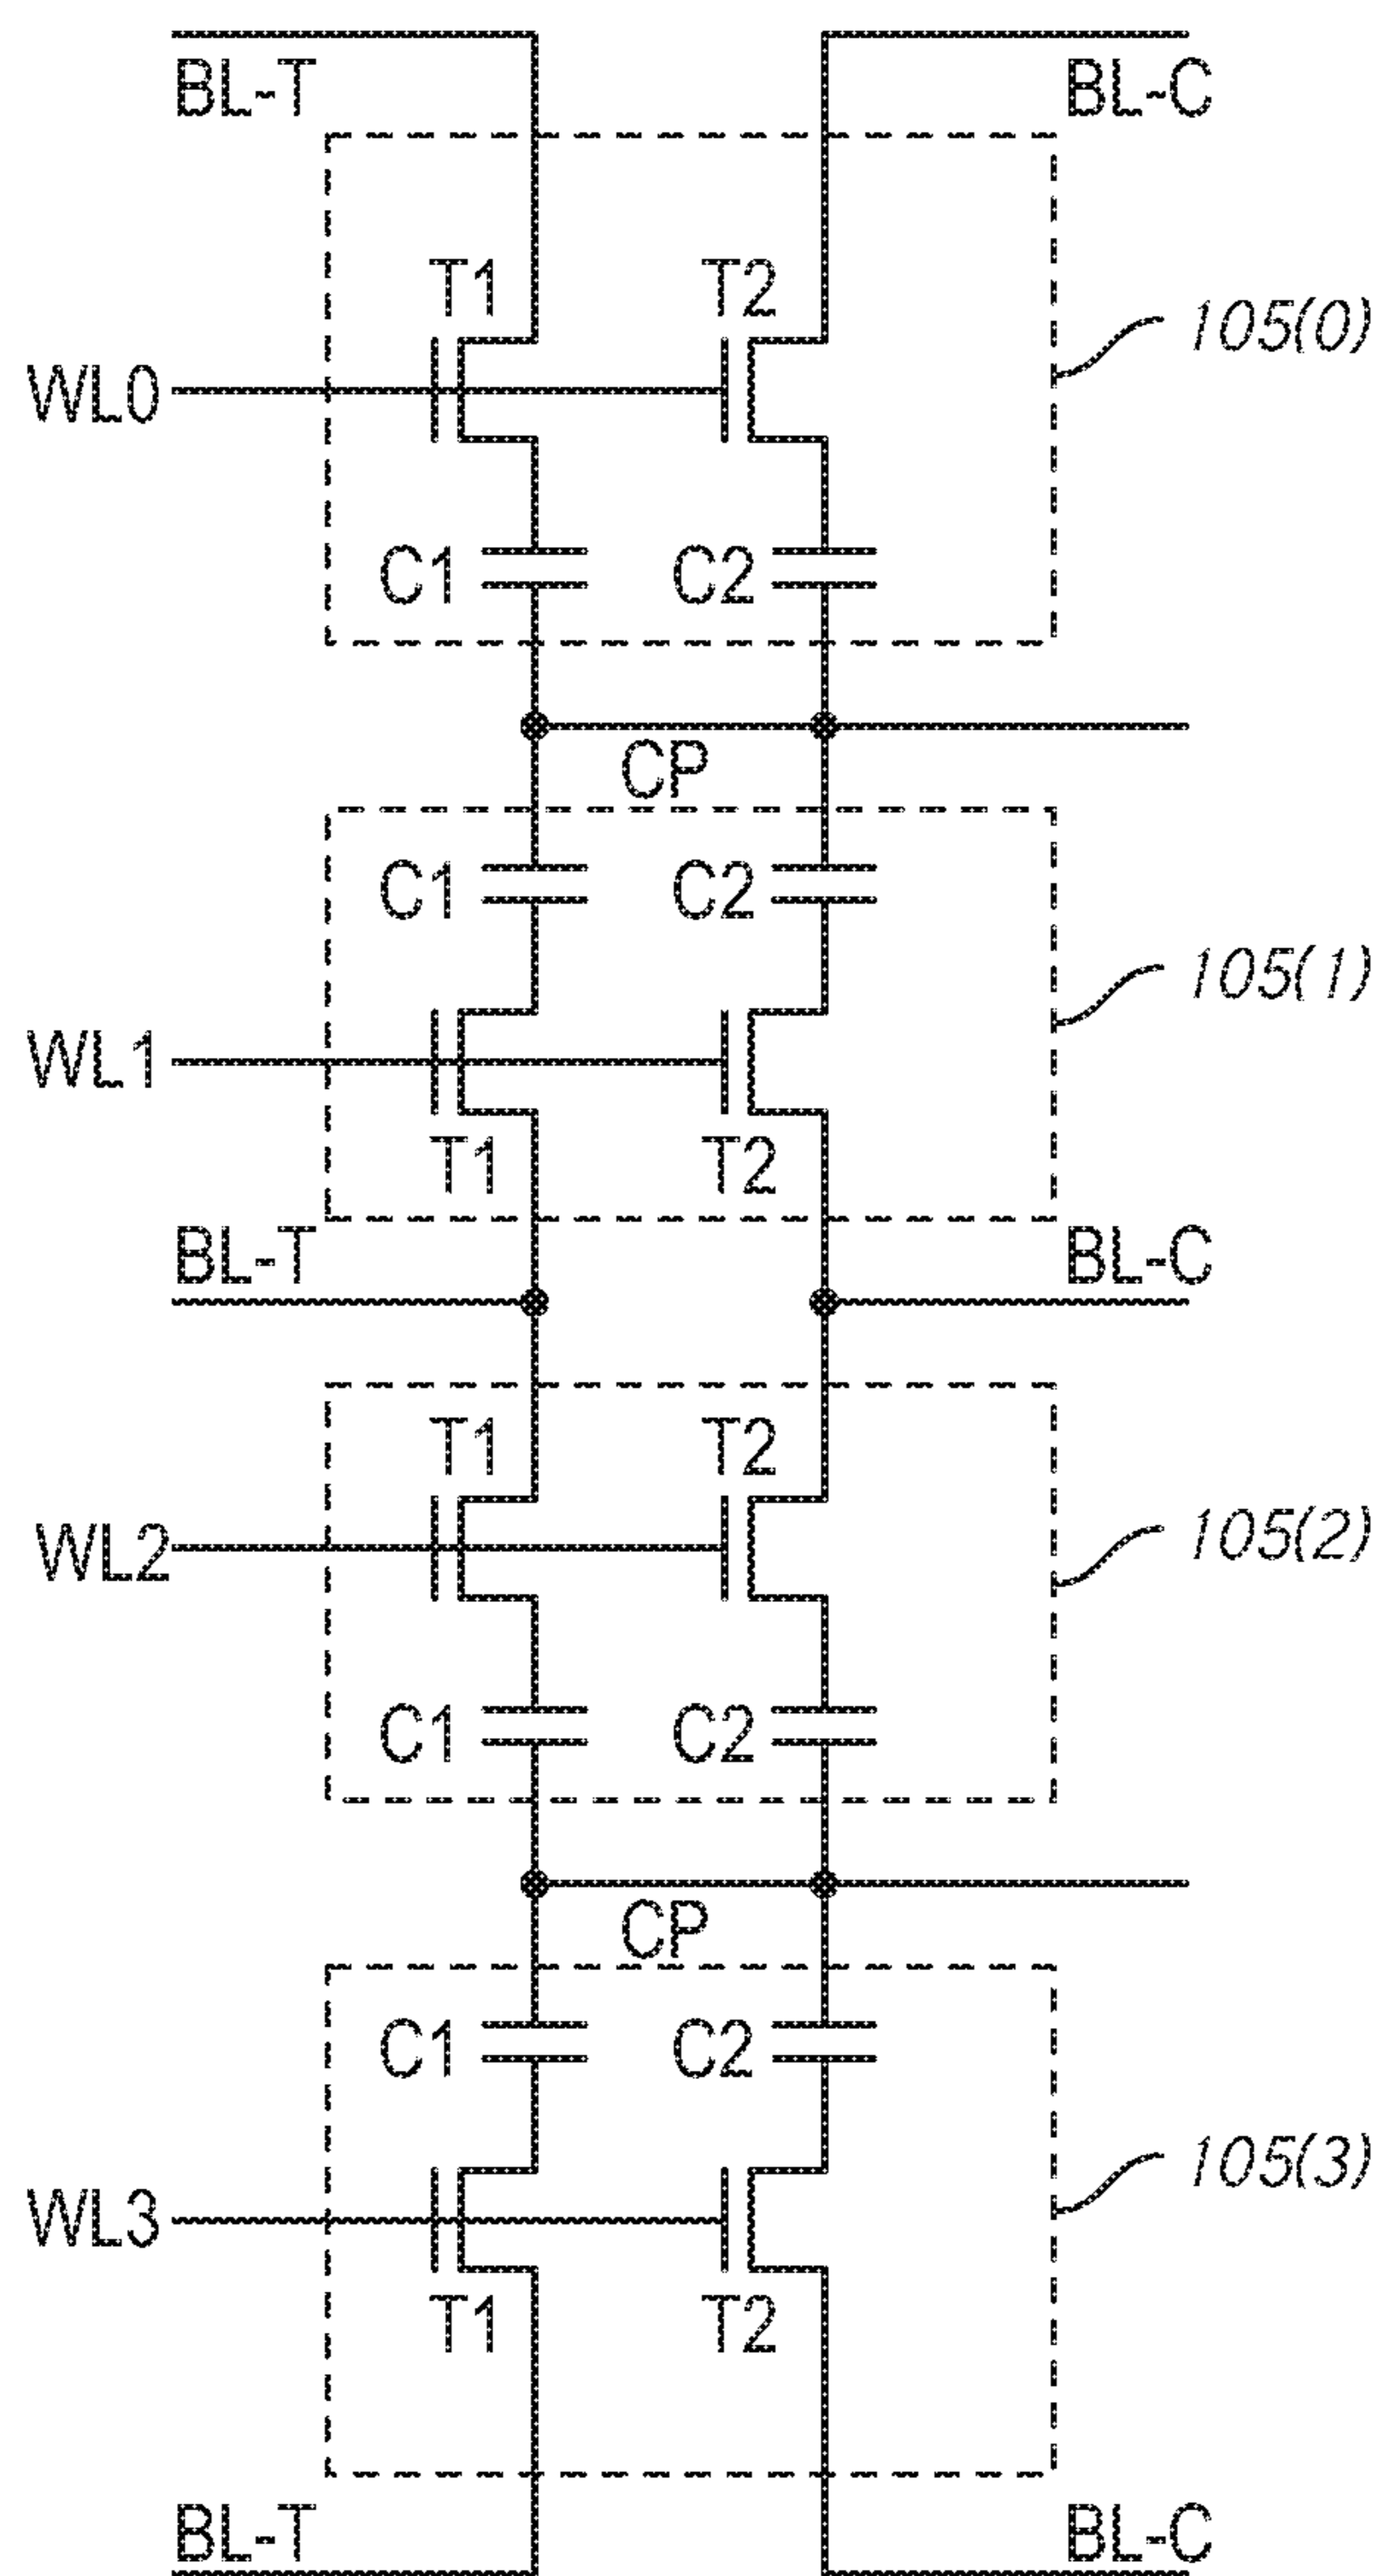 BL-T BL-C
T1 T2
105(0)
WL0
C1 C2
CP
C1 C2
105(1)
WL1
T1 T2
BL-T BL-C
T1 T2
105(2)
WL2
C1 C2
CP
C1 C2
105(3)
WL3
T1 T2
BL-T BL-C